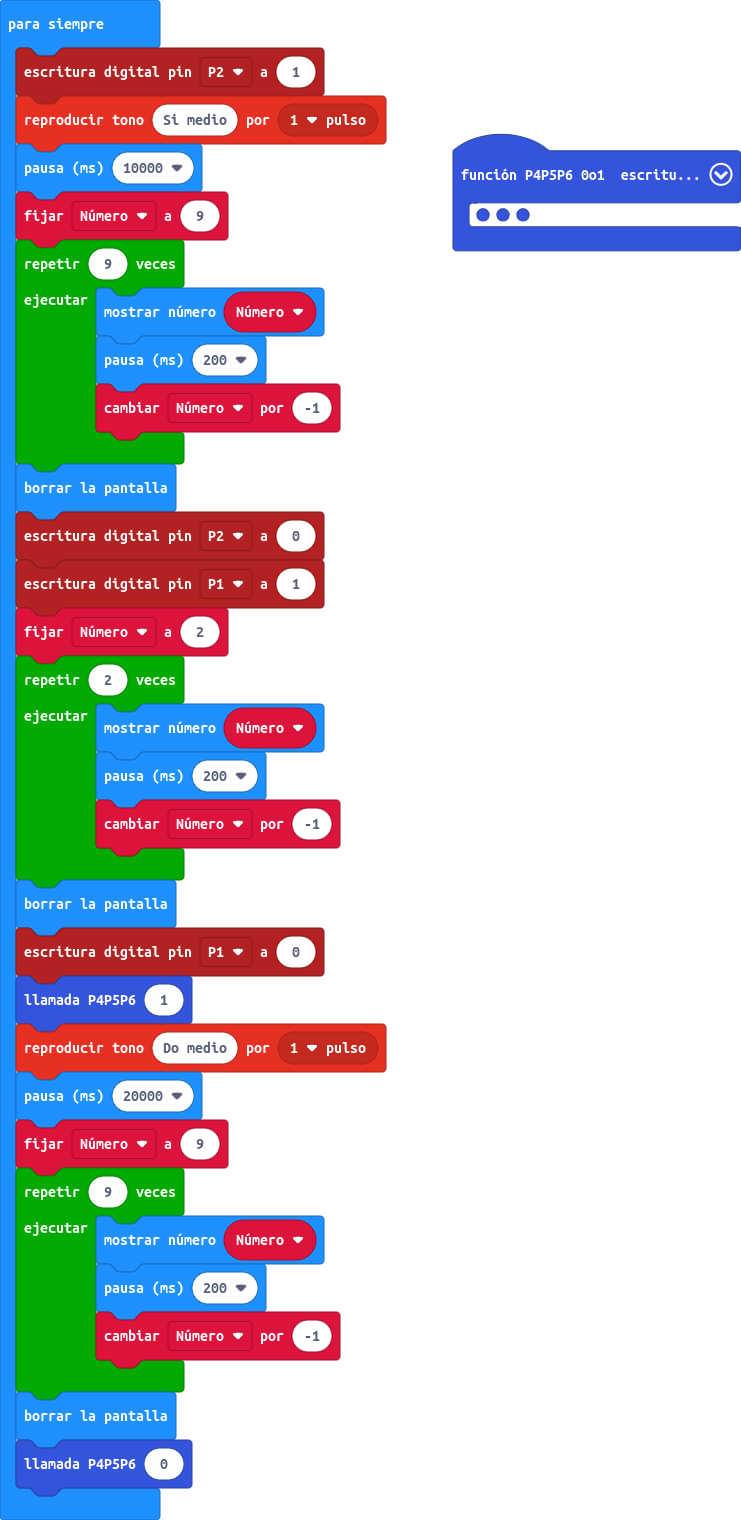 para siempre
escritura digital pin P2 a 1
reproducir tono Si medio por 1 pulso
pausa (ms) 10000
función P4P5P6 0o1 escritu...
fijar Número a 9
repetir 9 veces
ejecutar
mostrar número Número
pausa (ms) 200
cambiar Número por -1
borrar la pantalla
escritura digital pin P2 a 0
escritura digital pin P1 a 1
fijar Número a 2
repetir 2 veces
ejecutar
mostrar número Número
pausa (ms) 200
cambiar Número por -1
borrar la pantalla
escritura digital pin P1 a 0
llamada P4P5P6 1
reproducir tono Do medio por 1 pulso
pausa (ms) 20000
fijar Número a 9
repetir 9 veces
ejecutar
mostrar número Número
pausa (ms) 200
cambiar Número por -1
borrar la pantalla
llamada P4P5P6 0